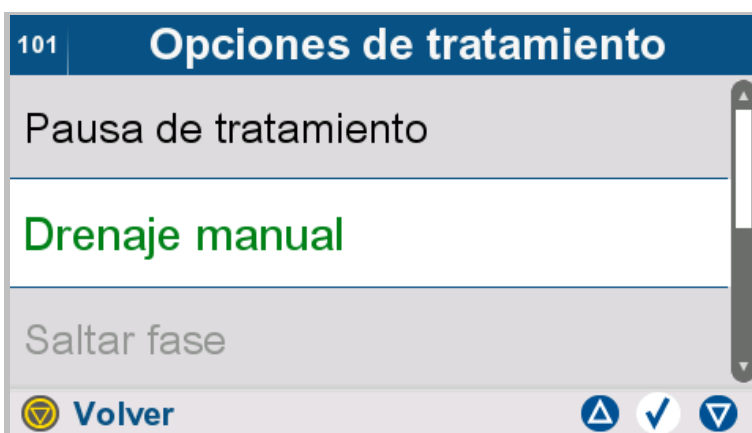 101
Opciones de tratamiento
Pausa de tratamiento
Drenaje manual
Saltar fase
Volver